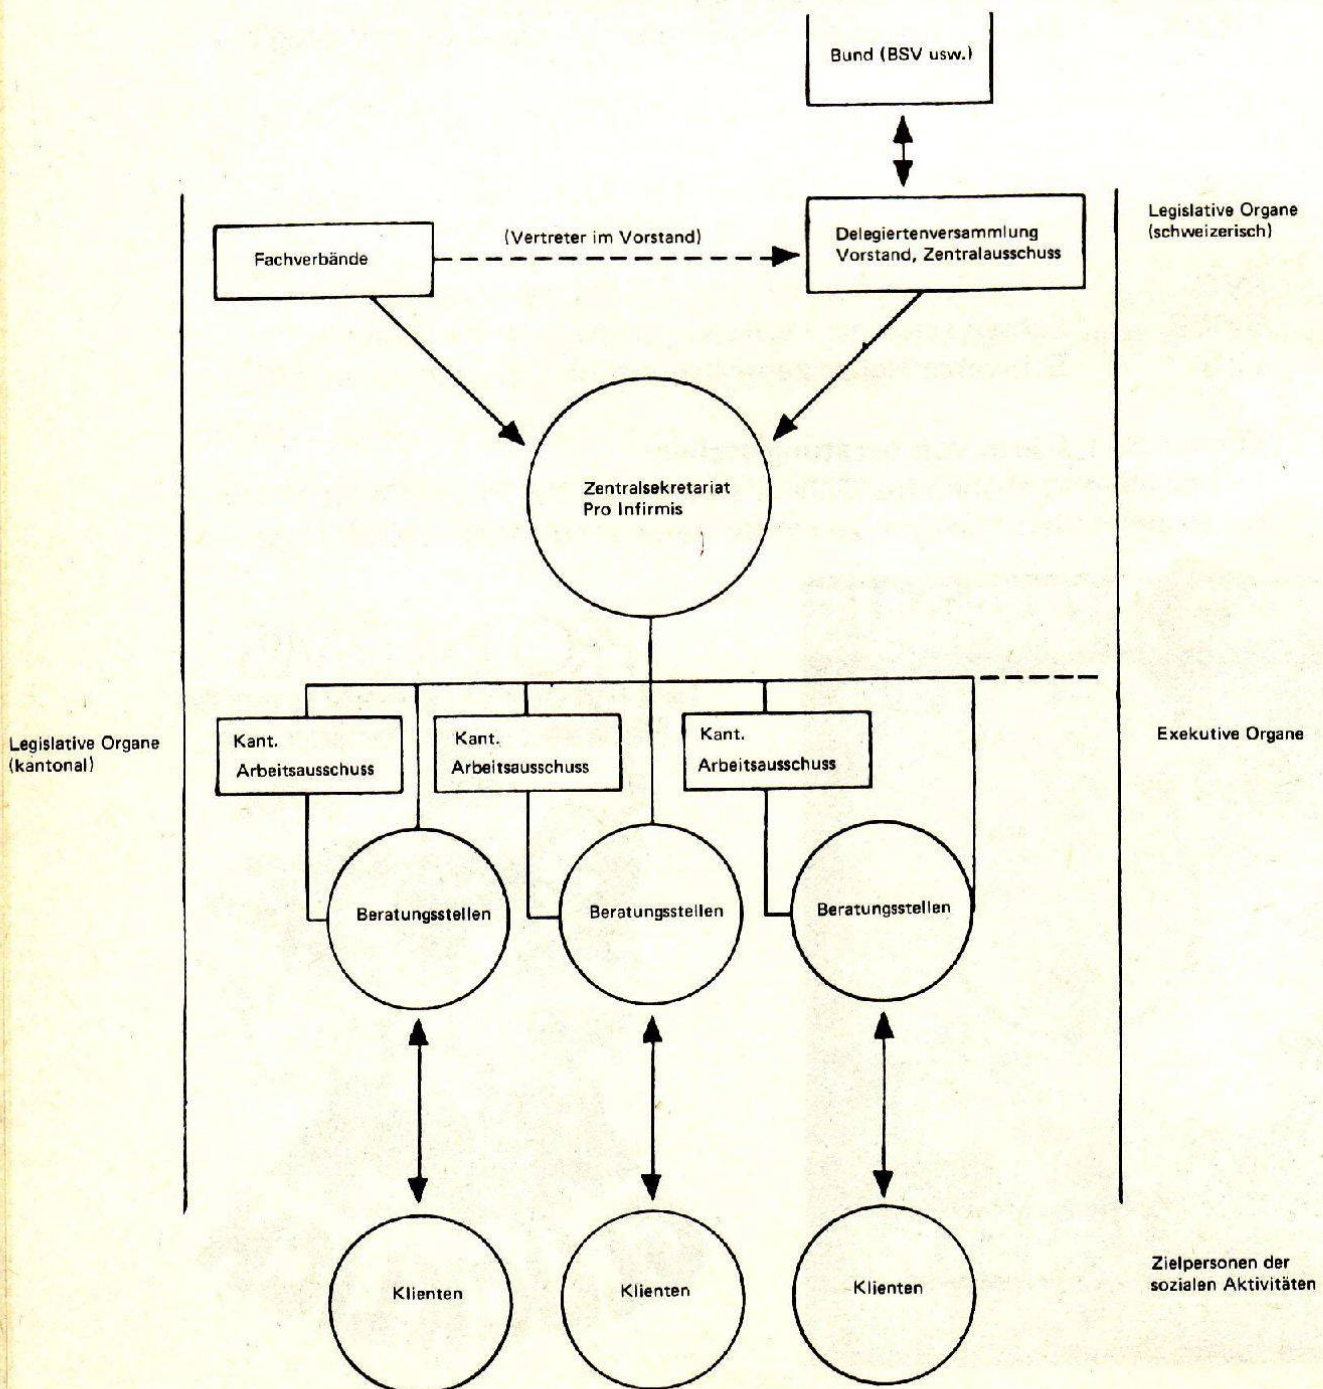 Bund (BSV usw.)
Legislative Organe
(schweizerisch)
Fachverbände
(Vertreter im Vorstand)
Delegiertenversammlung
Vorstand, Zentralausschuss
Zentralsekretariat
Pro Infirmis
Legislative Organe
(kantonal)
Kant.
Arbeitsausschuss
Kant.
Arbeitsausschuss
Kant.
Arbeitsausschuss
Exekutive Organe
Beratungsstellen
Beratungsstellen
Beratungsstellen
Klienten
Klienten
Klienten
Zielpersonen der
sozialen Aktivitäten